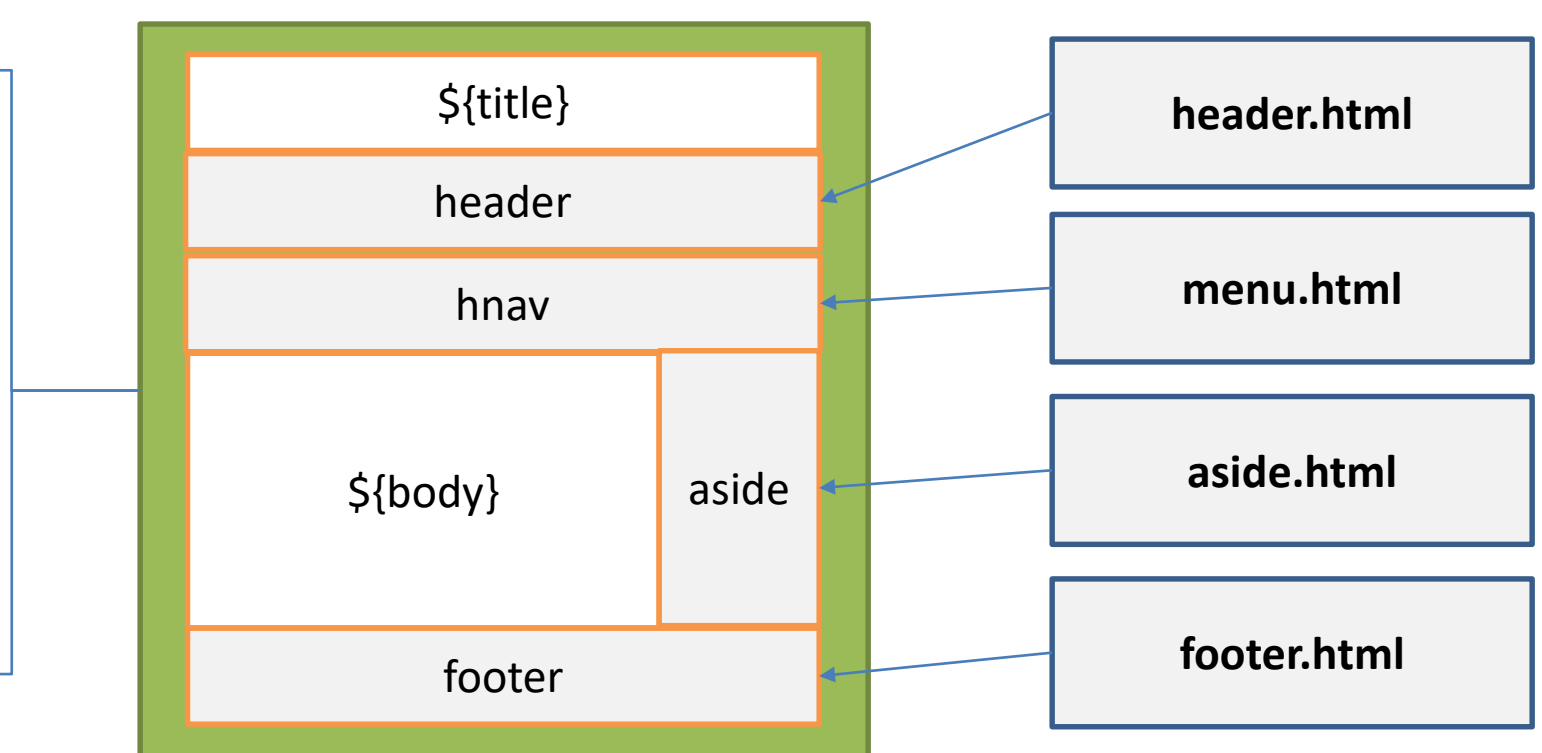 ${title}
header
hnav
${body}
aside
footer
header.html
menu.html
aside.html
footer.html